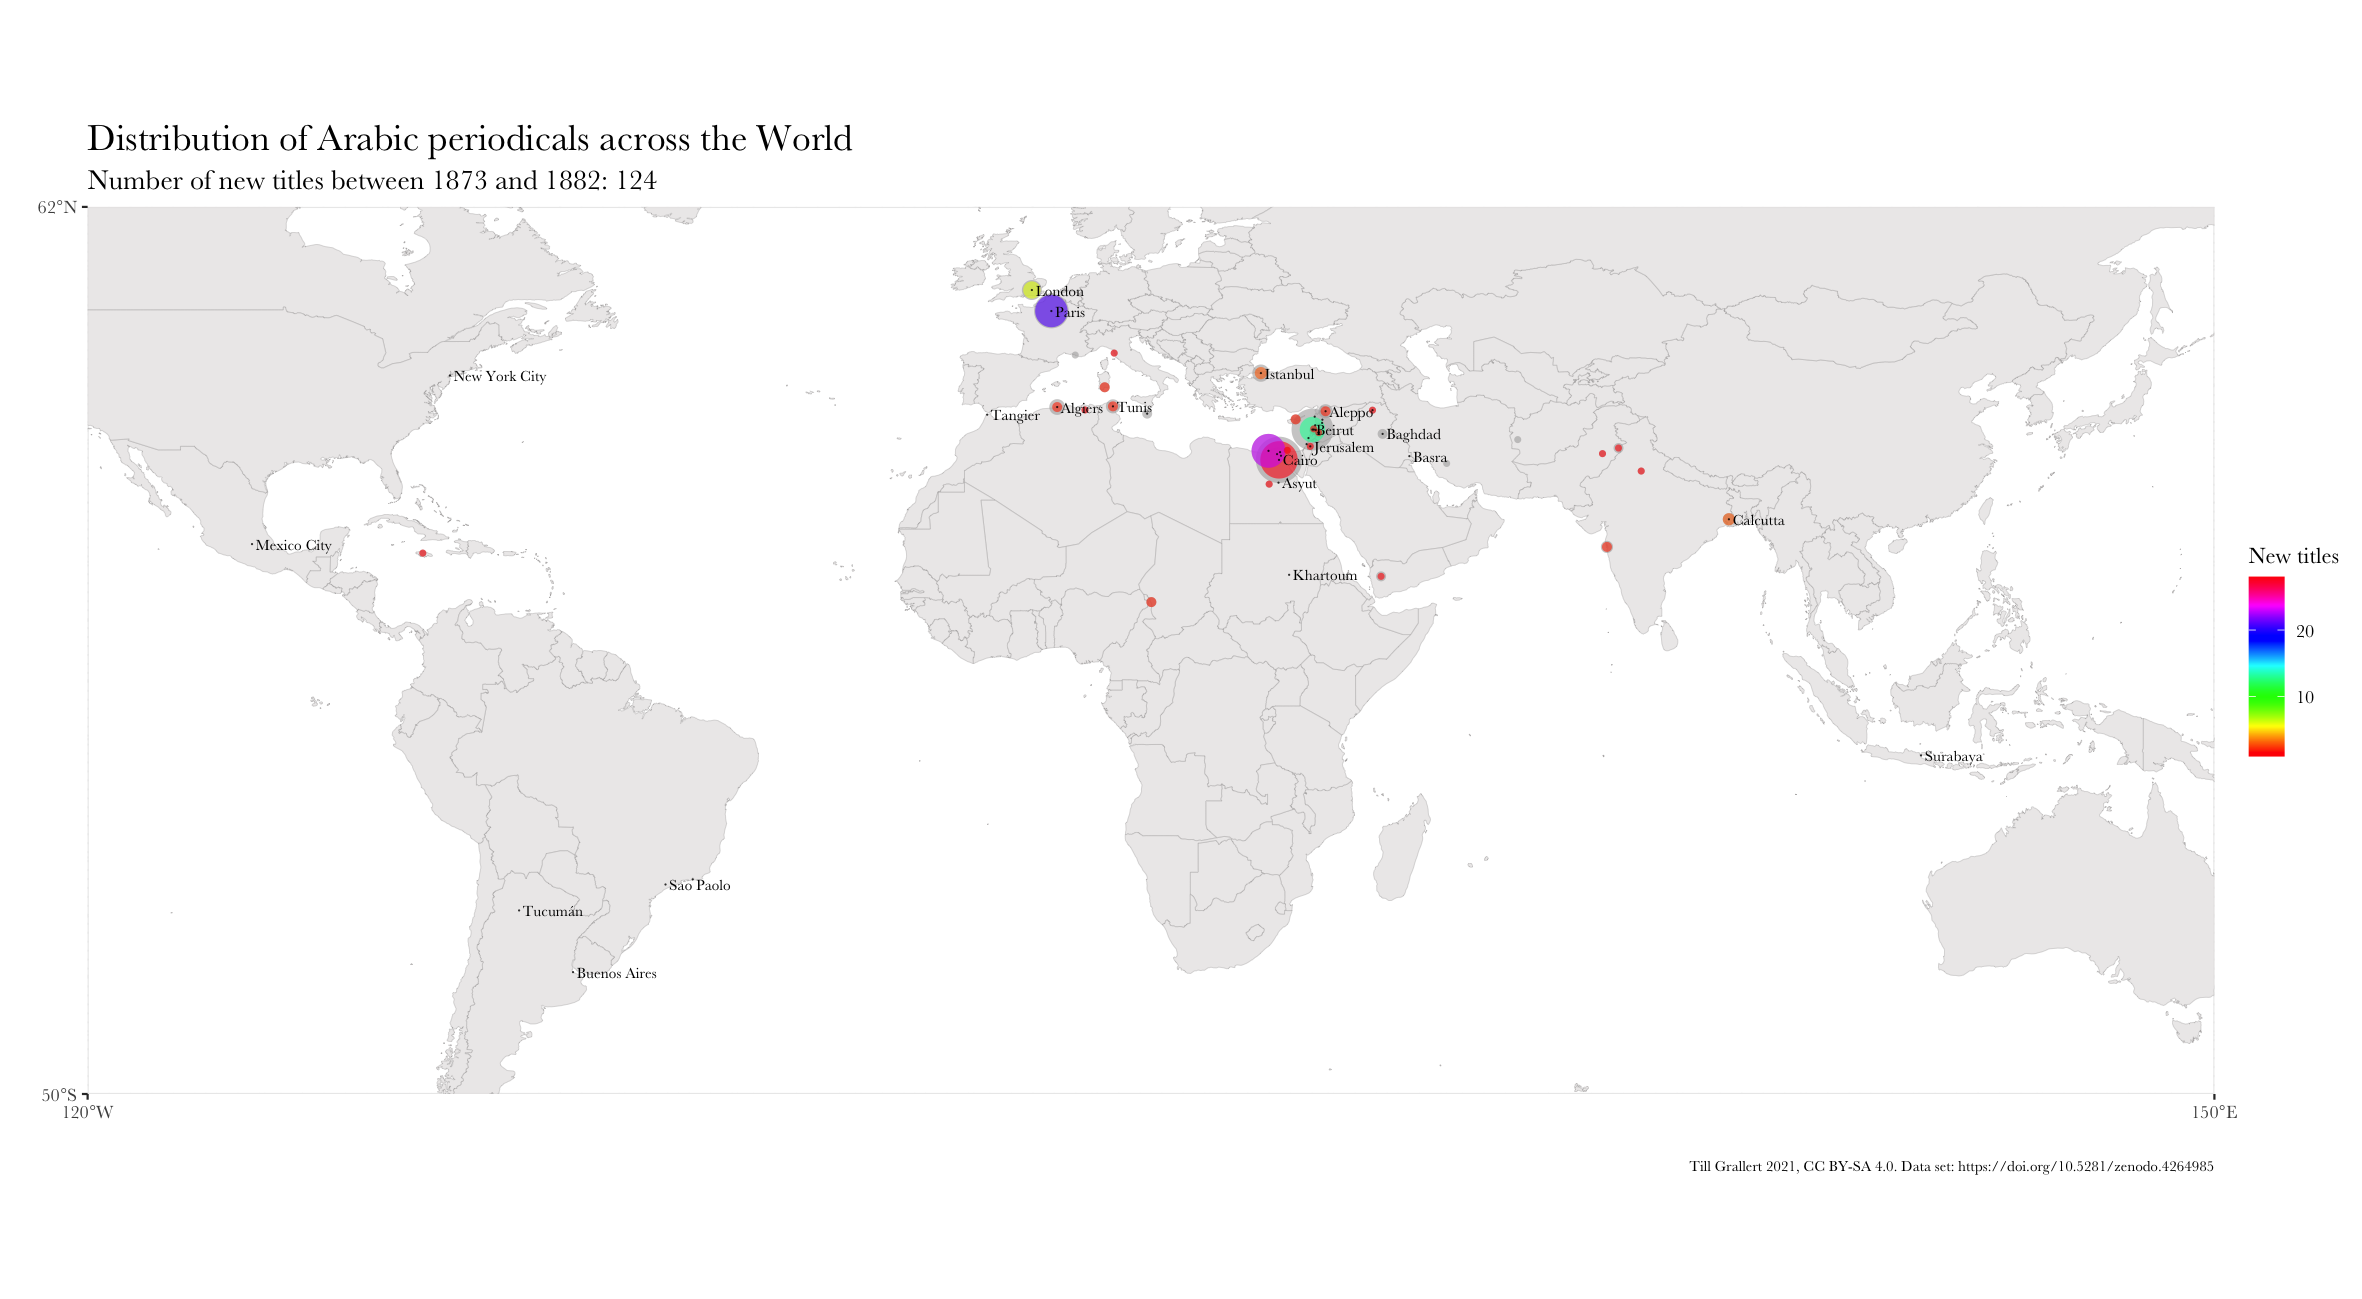 Distribution of Arabic periodicals across the World
Number of new titles between 1873 and 1882: 124
62°N
London
Paris
New York City
Istanbul
Tangier
Algiers
Tunis
Aleppo
Beirut
Baghdad
Jerusalem
Cairo
Basra
Asyut
Calcutta
Mexico City
Khartoum
New titles
20
10
Surabaya
Sao Paolo
Tucumán
Buenos Aires
50°S
120°W
150°E
Till Grallert 2021, CC BY-SA 4.0. Data set: https://doi.org/10.5281/zenodo.4264985